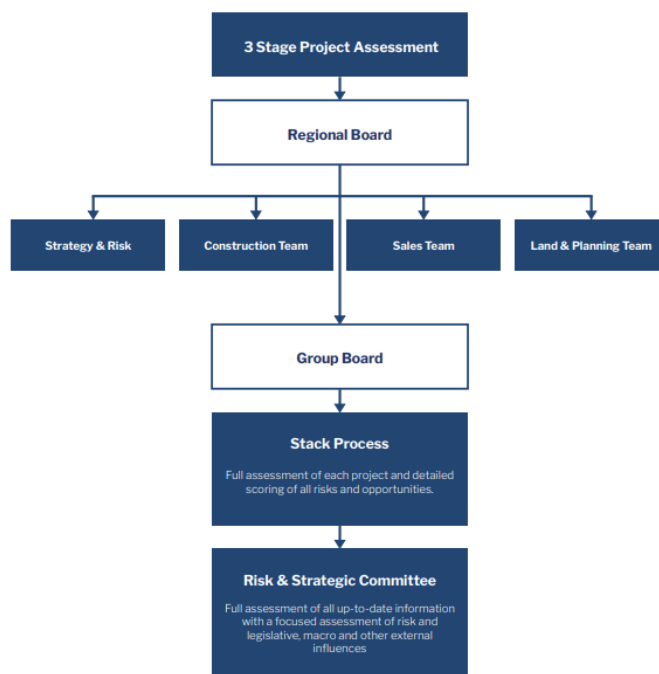 3 Stage Project Assessment
Regional Board
Strategy & Risk
Construction Team
Sales Team
Land & Planning Team
Group Board
Stack Process
Full assessment of each project and detailed
scoring of all risks and opportunities.
Risk & Strategic Committee
Full assessment of all up-to-date information
with a focused assessment of risk and
legislative, macro and other external
influences